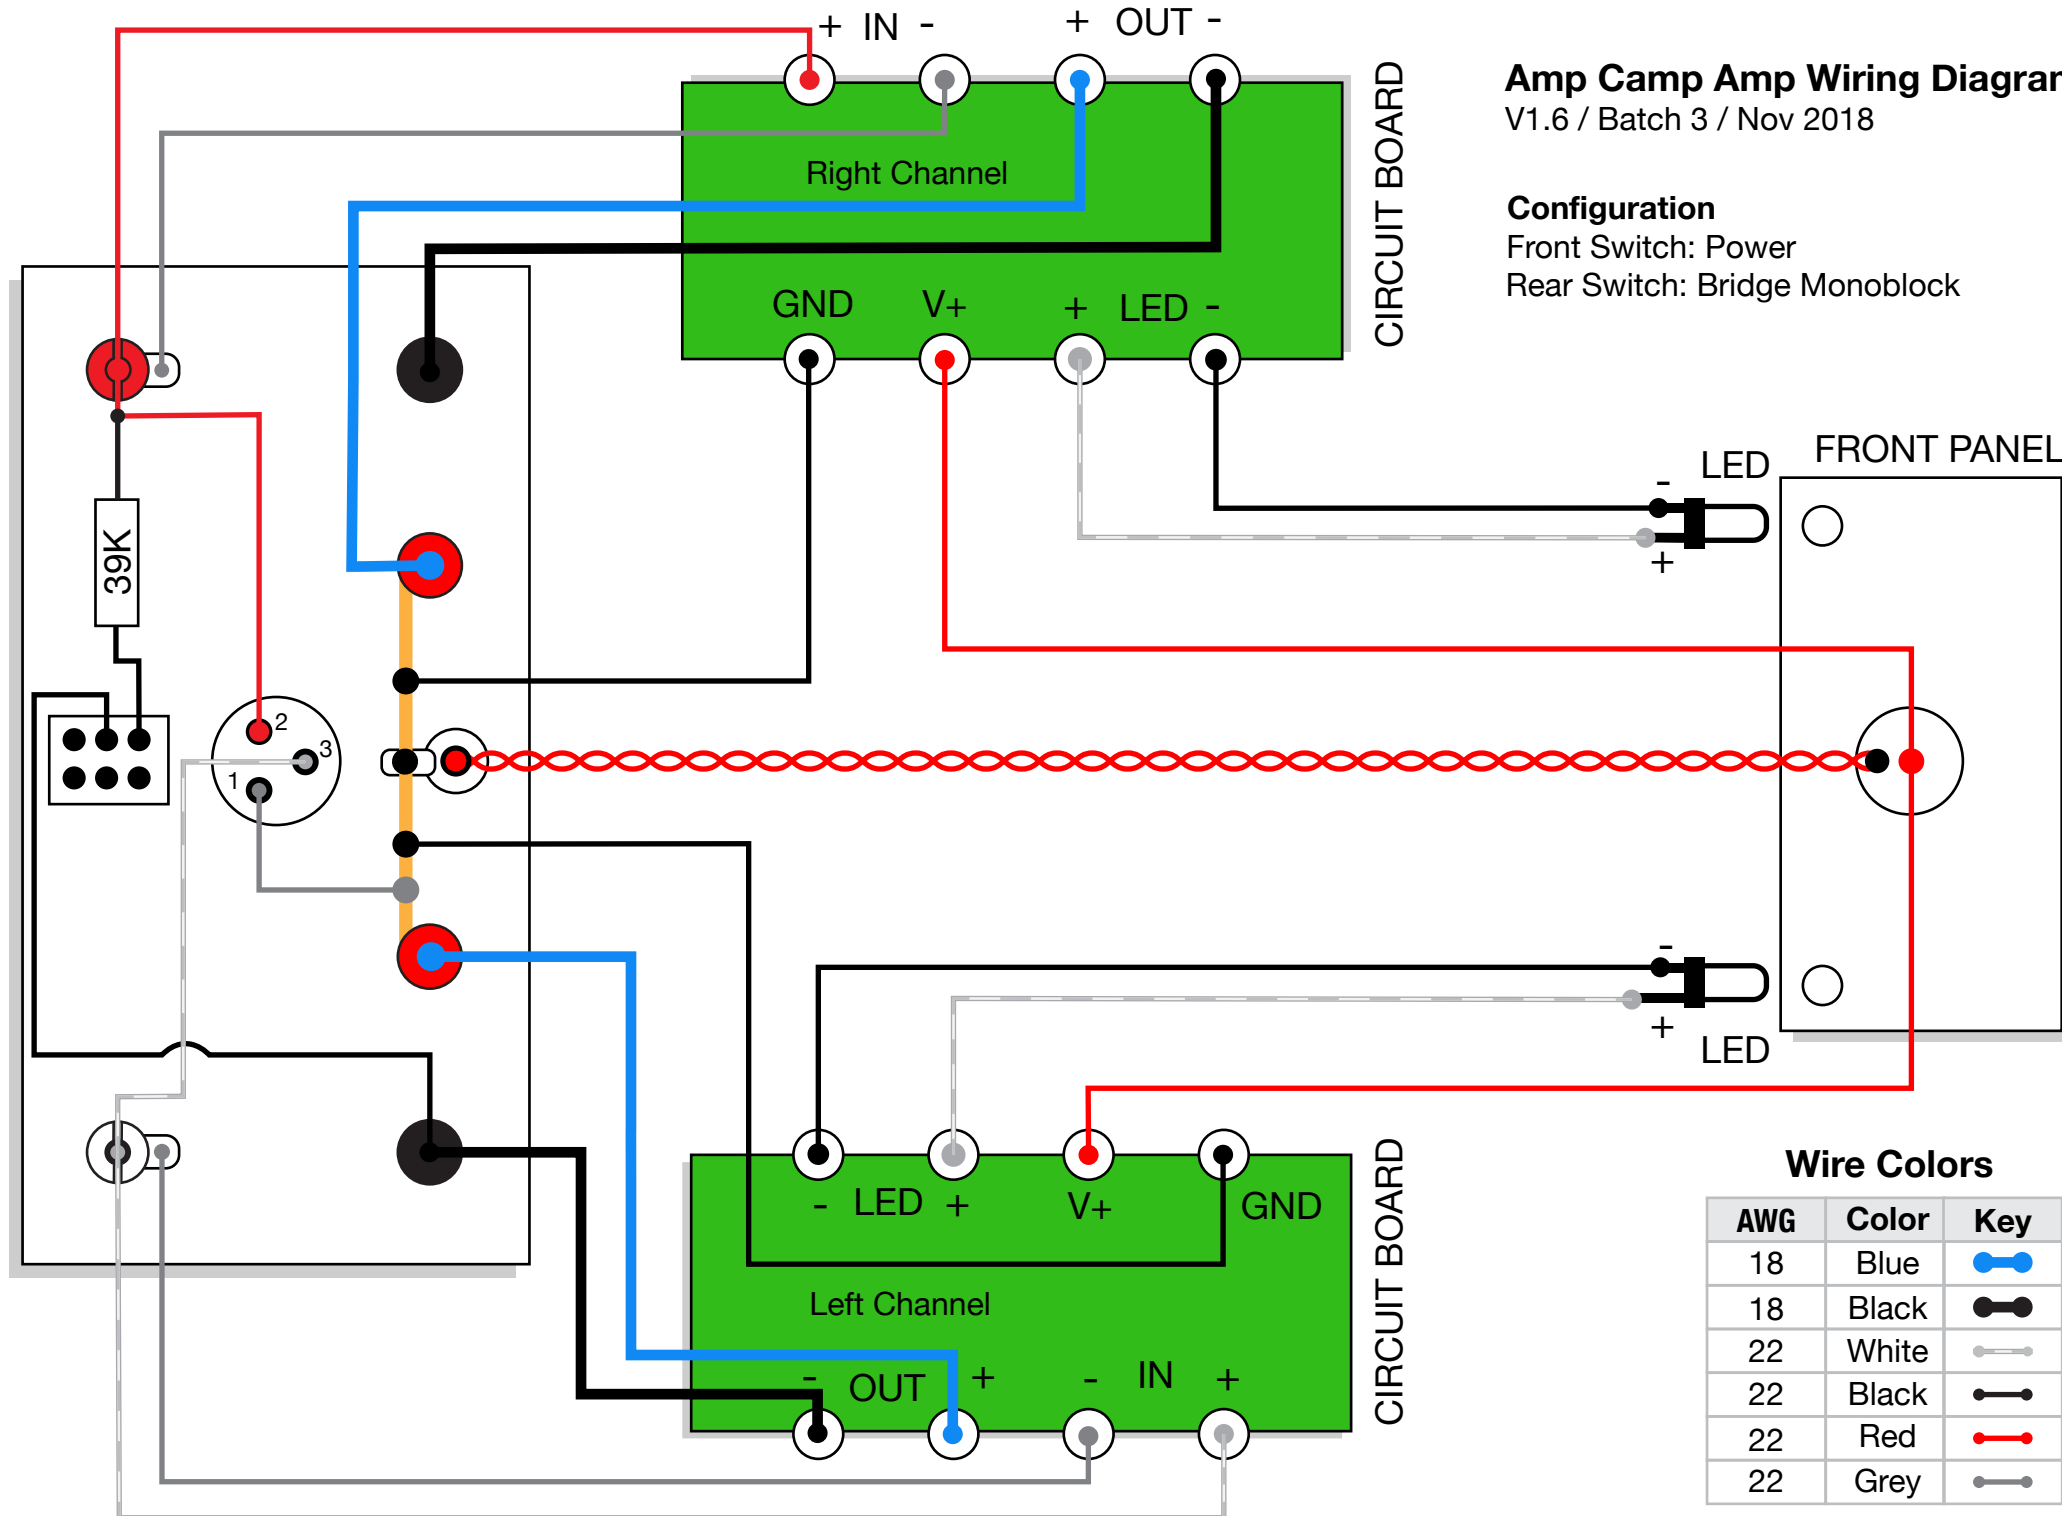 + IN -
+ OUT -
CIRCUIT BOARD
Right Channel
GND V+ + LED -
Amp Camp Amp Wiring Diagram
V1.6 / Batch 3 / Nov 2018
Configuration
Front Switch: Power
Rear Switch: Bridge Monoblock
FRONT PANEL
LED
-
+
39K
2
3
1
-
+
LED
- LED + V+ GND
CIRCUIT BOARD
Left Channel
- OUT + - IN +
Wire Colors
AWG Color Key
18 Blue
18 Black
22 White
22 Black
22 Red
22 Grey